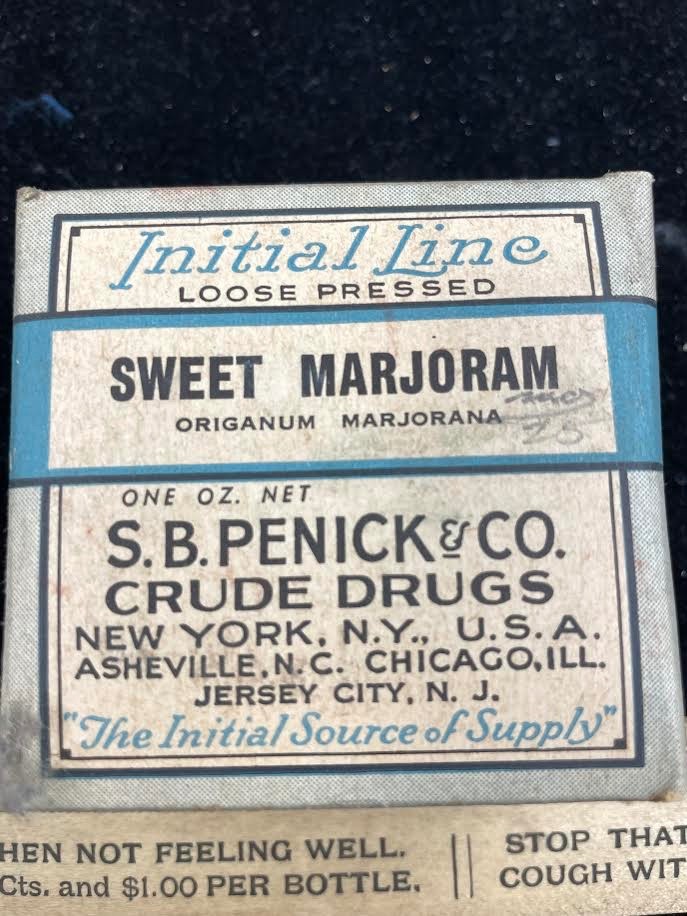 Initial Line
LOOSE PRESSED
SWEET MARJORAM
ORIGANUM MARJORANA
ONE OZ. NET
S.B. PENICK & CO.
CRUDE DRUGS
NEW YORK, N.Y., U.S.A.
ASHEVILLE, N.C. CHICAGO, ILL.
JERSEY CITY, N. J.
"The Initial Source of Supply"
HEN NOT FEELING WELL.
Cts. and $1.00 PER BOTTLE.
STOP THAT
COUGH WIT